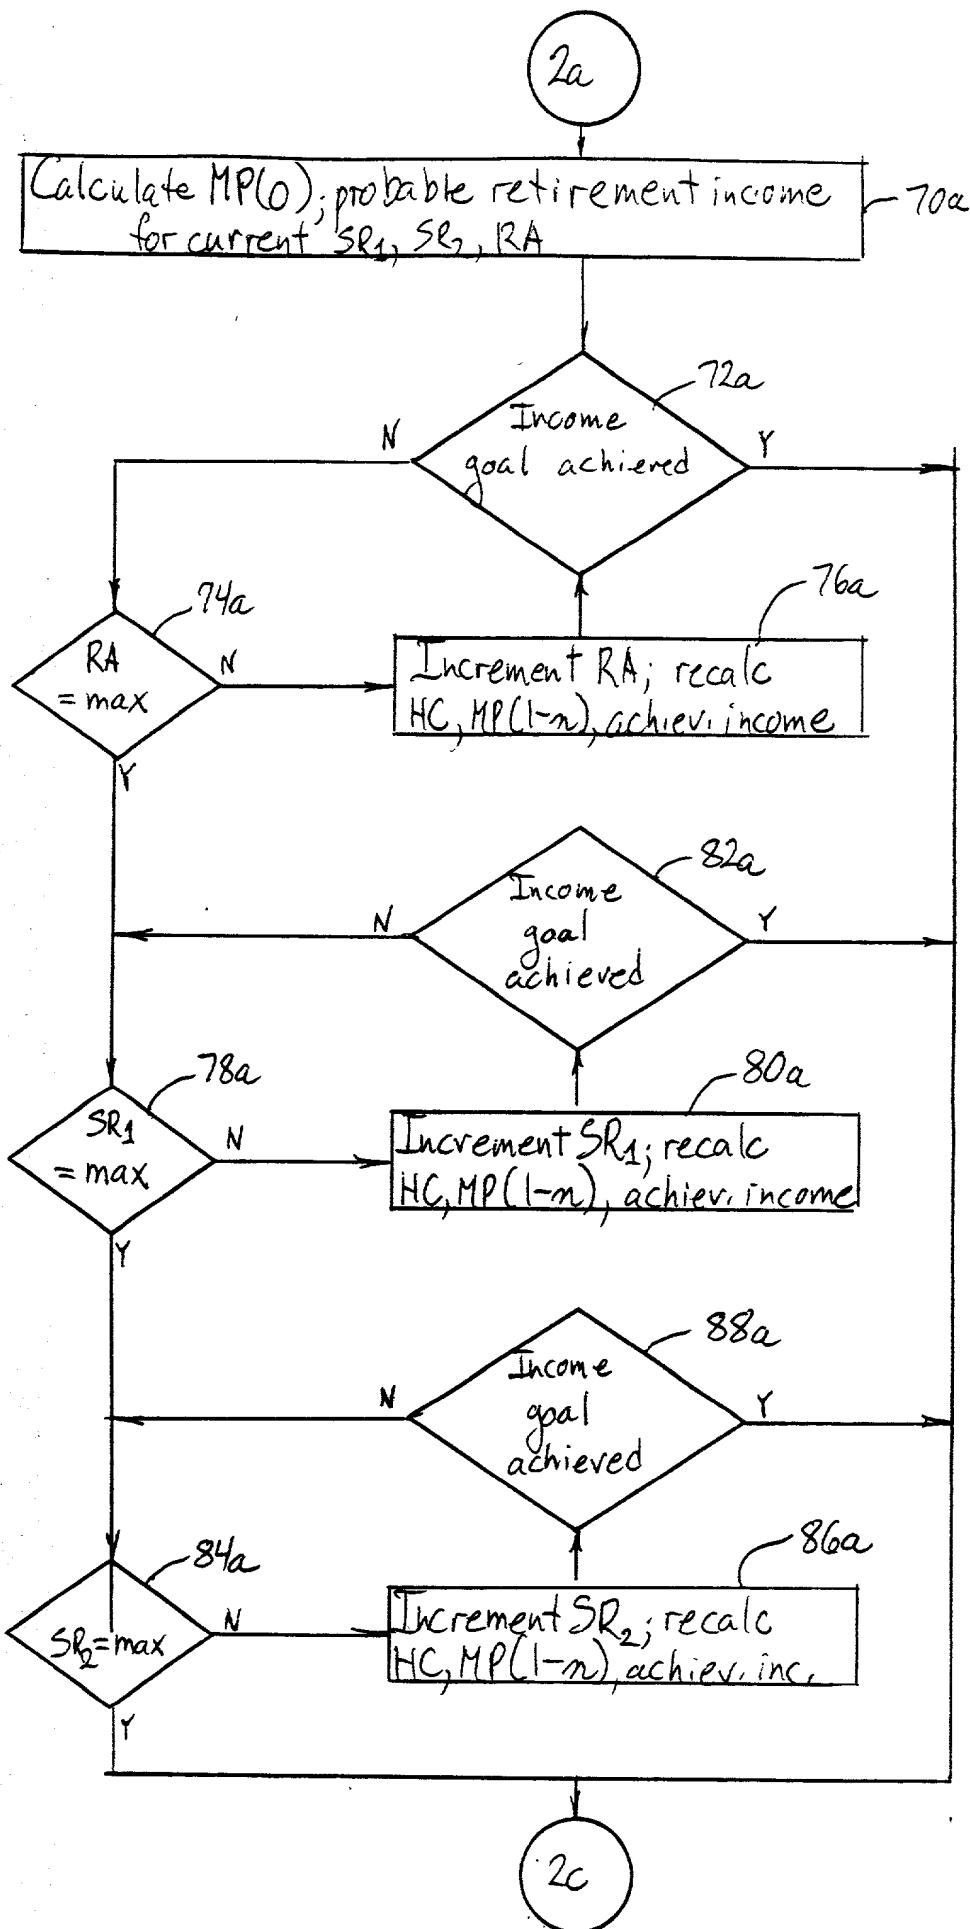 2a
Calculate MP(0); probable retirement income
for current SR1, SR2, RA
70a
72a
Income
goal achieved
N
Y
74a
RA
= max
N
Y
76a
Increment RA; recalc
HC, MP(1-n), achiev. income
82a
Income
goal
achieved
N
Y
78a
SR1
= max
N
Y
80a
Increment SR1; recalc
HC, MP(1-n), achiev. income
88a
Income
goal
achieved
N
Y
84a
SR2=max
N
Y
86a
Increment SR2; recalc
HC, MP(1-n), achiev. inc.
2c